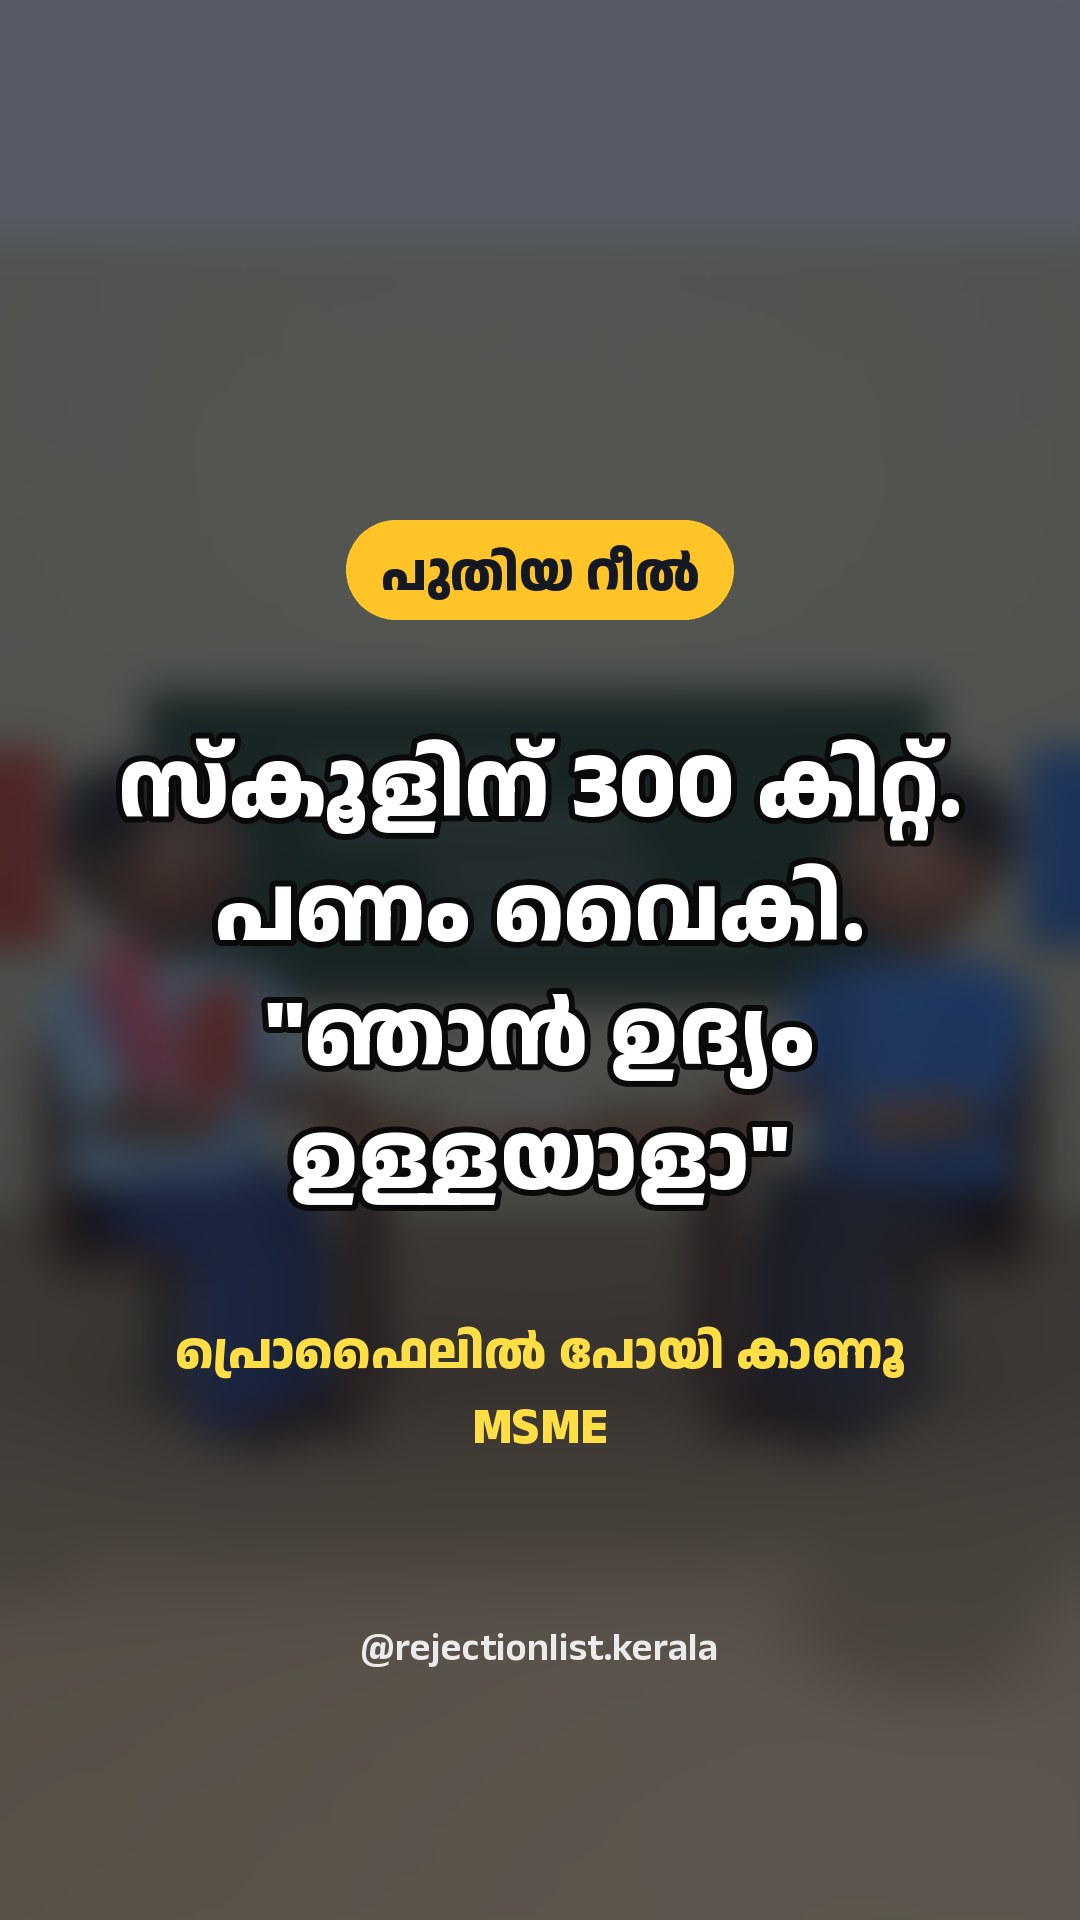 പുതിയ റീൽ
സ്കൂളിന് 300 കിറ്റ്.
പണം വൈകി.
"ഞാൻ ഉദ്യം
ഉള്ളയാളാ"
പ്രൊഫൈലിൽ പോയി കാണൂ
MSME
@rejectionlist.kerala